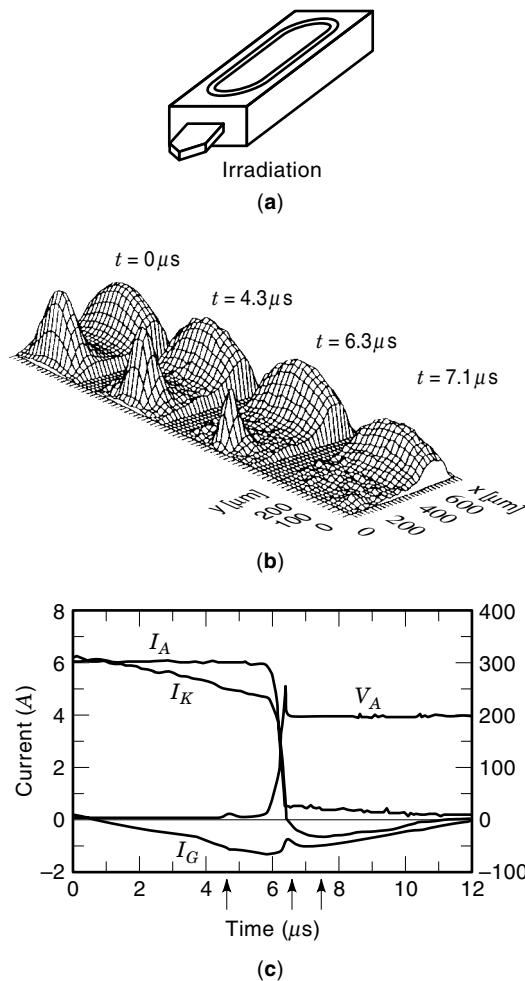 Irradiation
(a)
t = 0 μs
t = 4.3 μs
t = 6.3 μs
t = 7.1 μs
y [μm]
200
100
0
0
200
400
600
x [μm]
(b)
8
6
4
2
0
−2
Current (A)
400
300
200
100
0
−100
I_A
I_K
V_A
I_G
0 2 4 6 8 10 12
Time (μs)
(c)